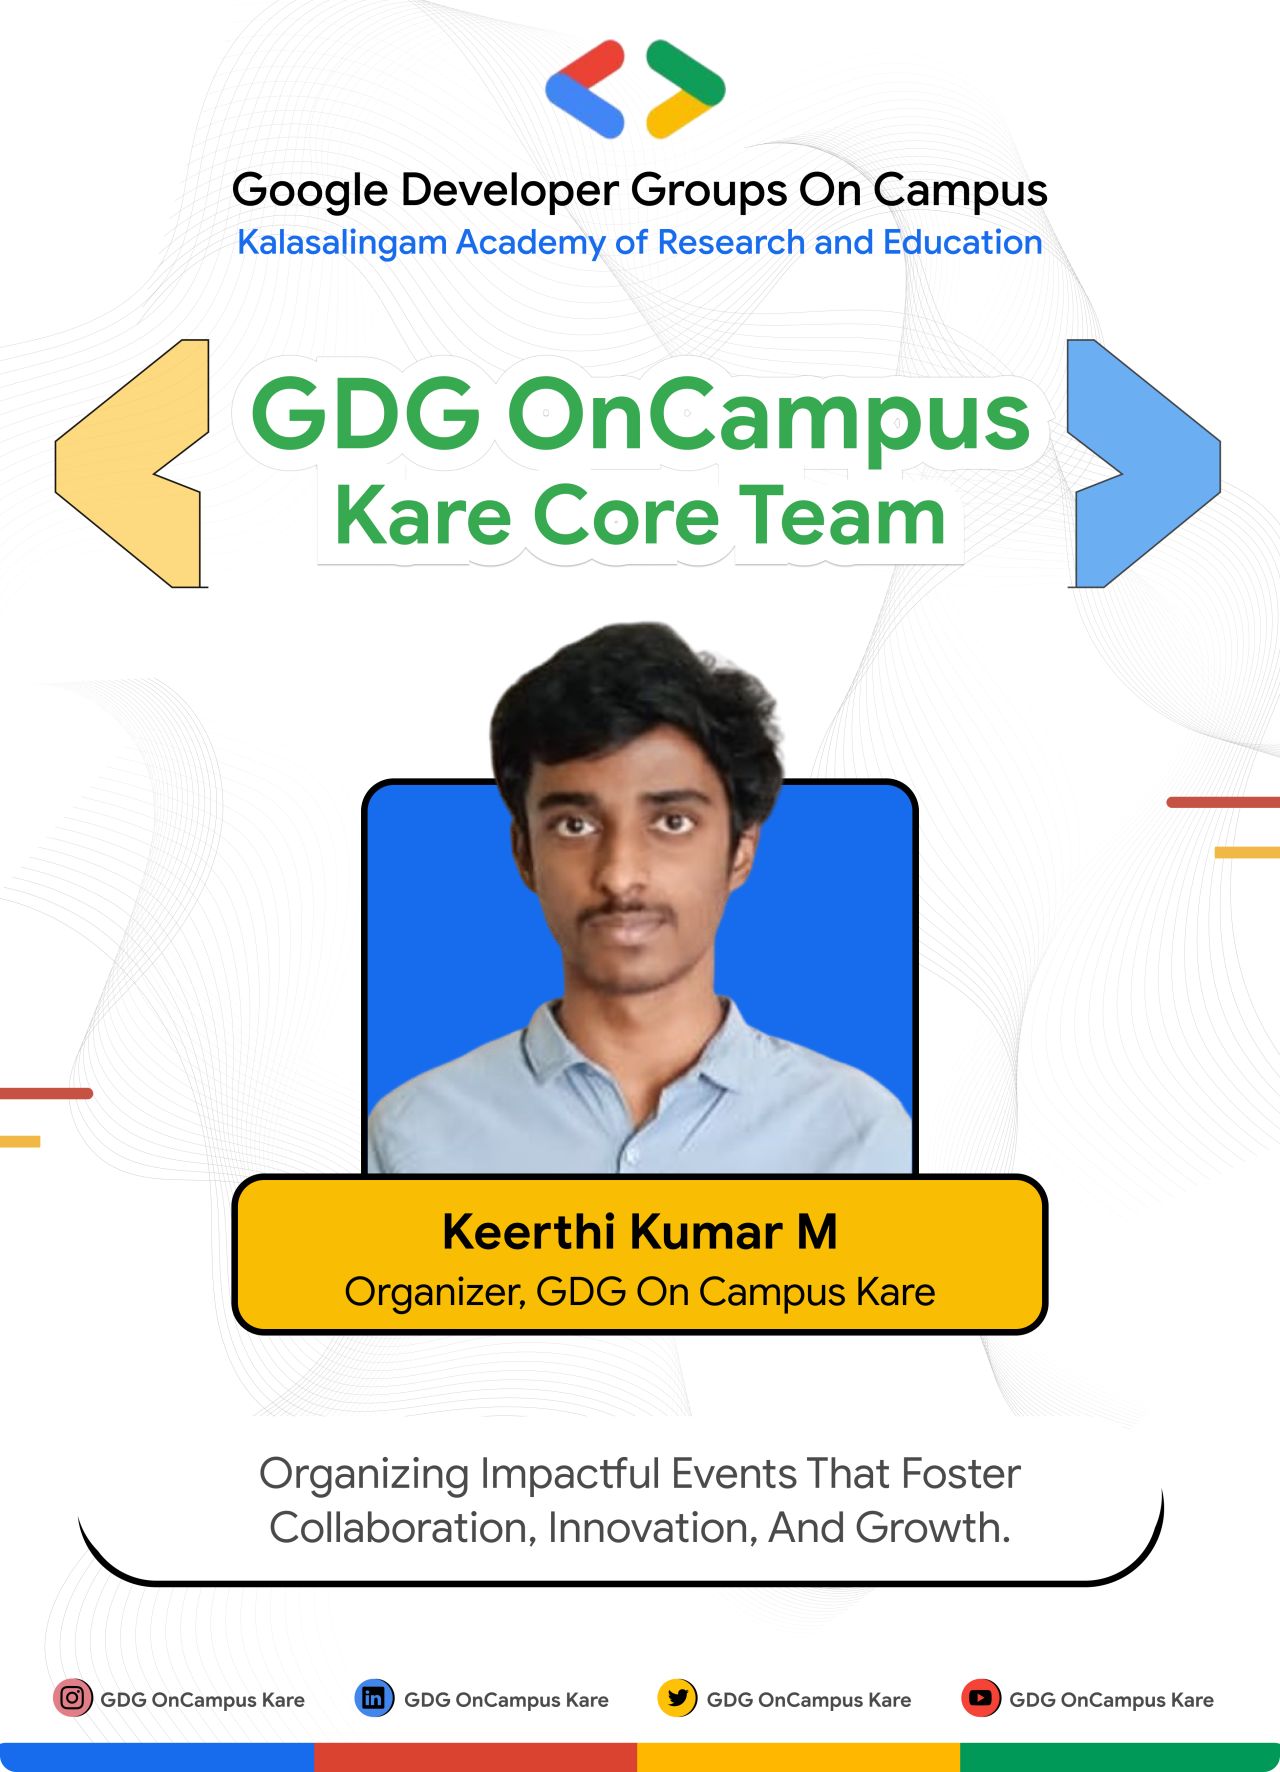 Google Developer Groups On Campus
Kalasalingam Academy of Research and Education
GDG OnCampus
Kare Core Team
Keerthi Kumar M
Organizer, GDG On Campus Kare
Organizing Impactful Events That Foster
Collaboration, Innovation, And Growth.
GDG OnCampus Kare
GDG OnCampus Kare
GDG OnCampus Kare
GDG OnCampus Kare